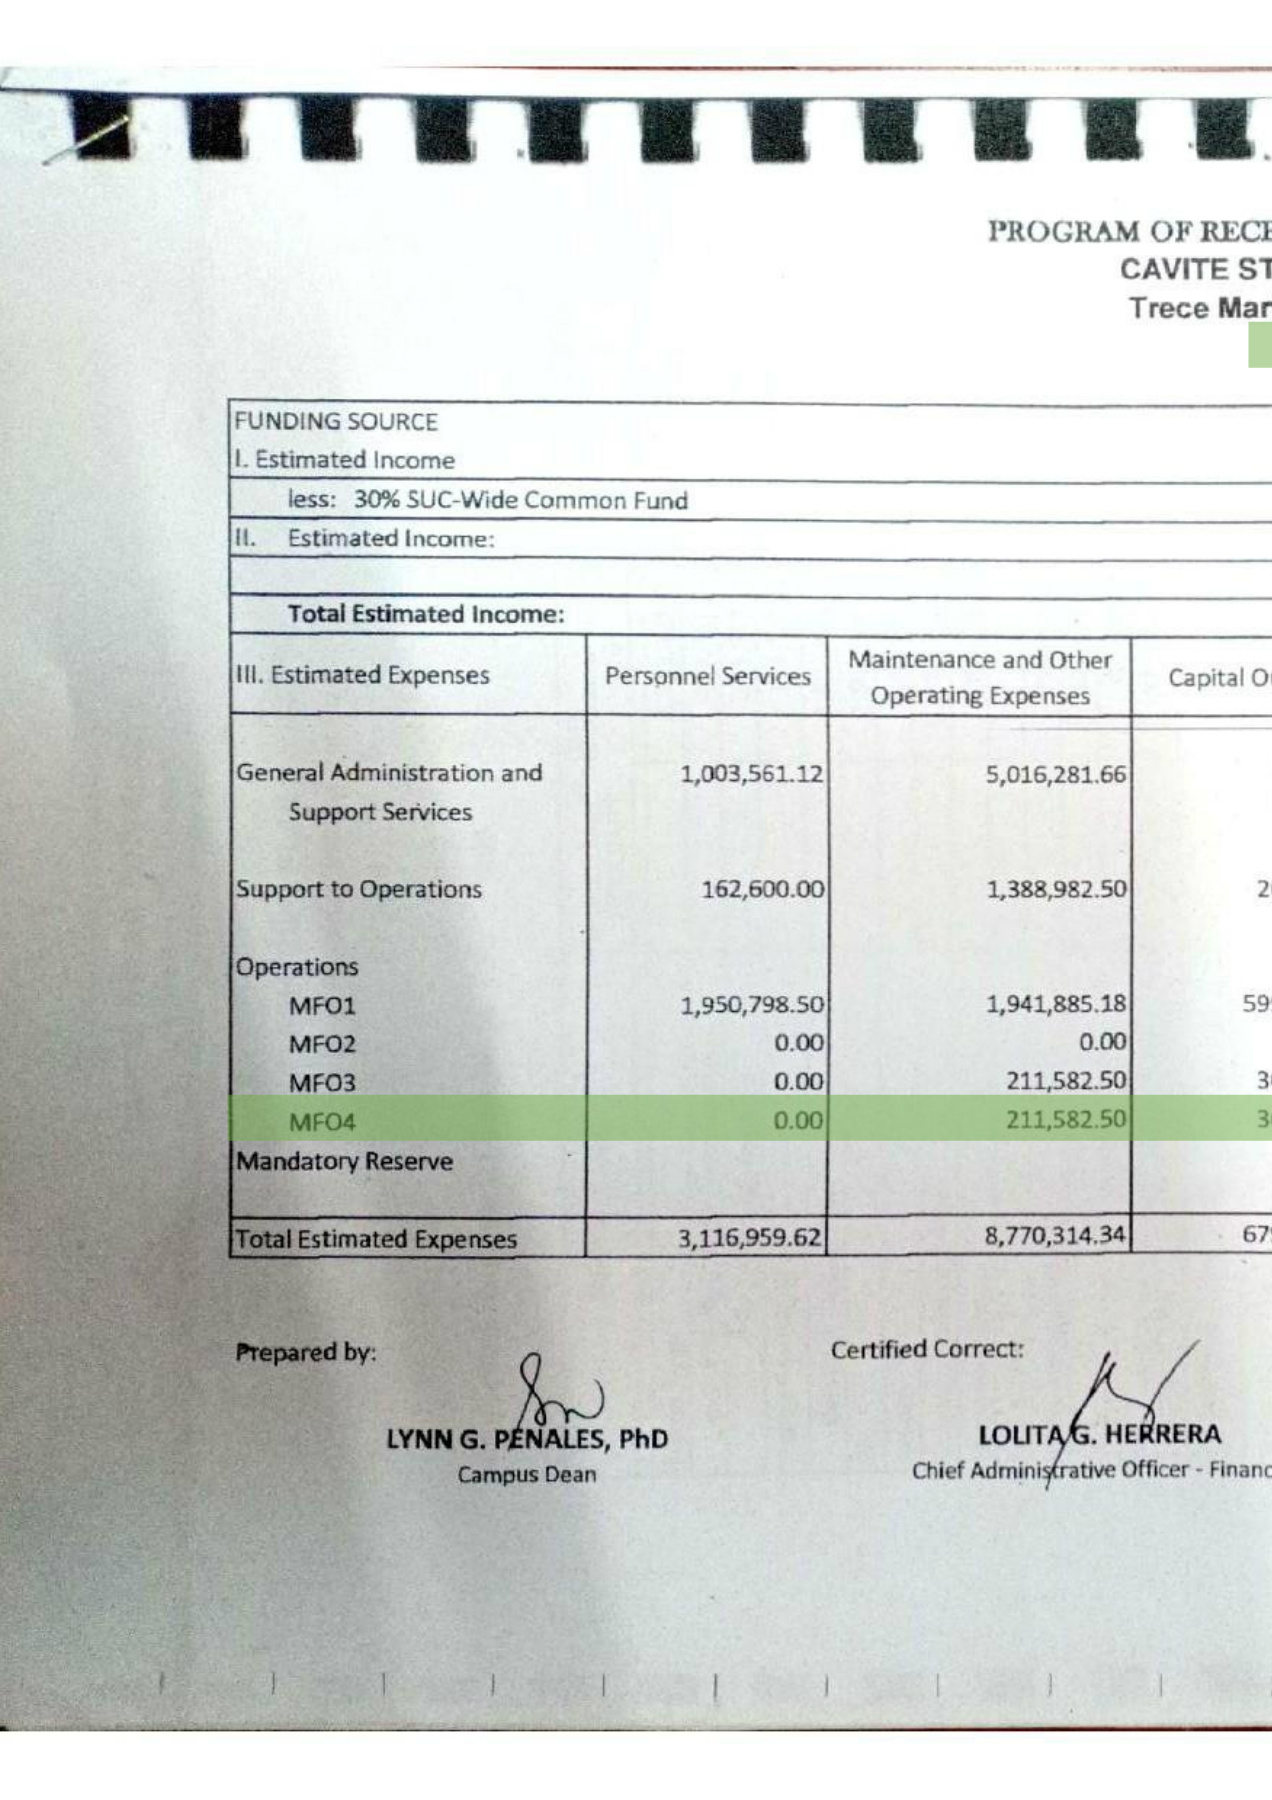 PROGRAM OF RECE
CAVITE ST
Trece Mar
FUNDING SOURCE
I. Estimated Income
less: 30% SUC-Wide Common Fund
II. Estimated Income:
Total Estimated Income:
III. Estimated Expenses Personnel Services Maintenance and Other Operating Expenses Capital O
General Administration and 1,003,561.12 5,016,281.66
Support Services
Support to Operations 162,600.00 1,388,982.50 2
Operations
MFO1 1,950,798.50 1,941,885.18 59
MFO2 0.00 0.00
MFO3 0.00 211,582.50 3
MFO4 0.00 211,582.50 3
Mandatory Reserve
Total Estimated Expenses 3,116,959.62 8,770,314.34 67
Prepared by: Certified Correct:
LYNN G. PENALES, PhD LOLITA G. HERRERA
Campus Dean Chief Administrative Officer - Financ